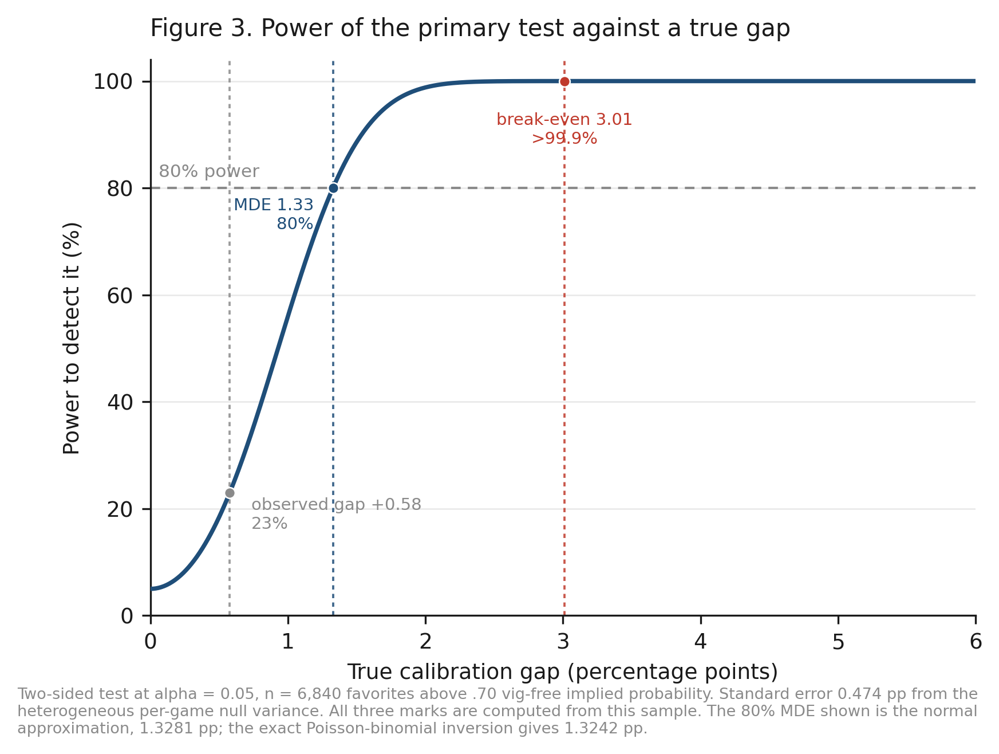 Figure 3. Power of the primary test against a true gap
100
break-even 3.01
>99.9%
80% power
80
MDE 1.33
80%
60
Power to detect it (%)
40
observed gap +0.58
20
23%
0
0 1 2 3 4 5 6
True calibration gap (percentage points)
Two-sided test at alpha = 0.05, n = 6,840 favorites above .70 vig-free implied probability. Standard error 0.474 pp from the
heterogeneous per-game null variance. All three marks are computed from this sample. The 80% MDE shown is the normal
approximation, 1.3281 pp; the exact Poisson-binomial inversion gives 1.3242 pp.